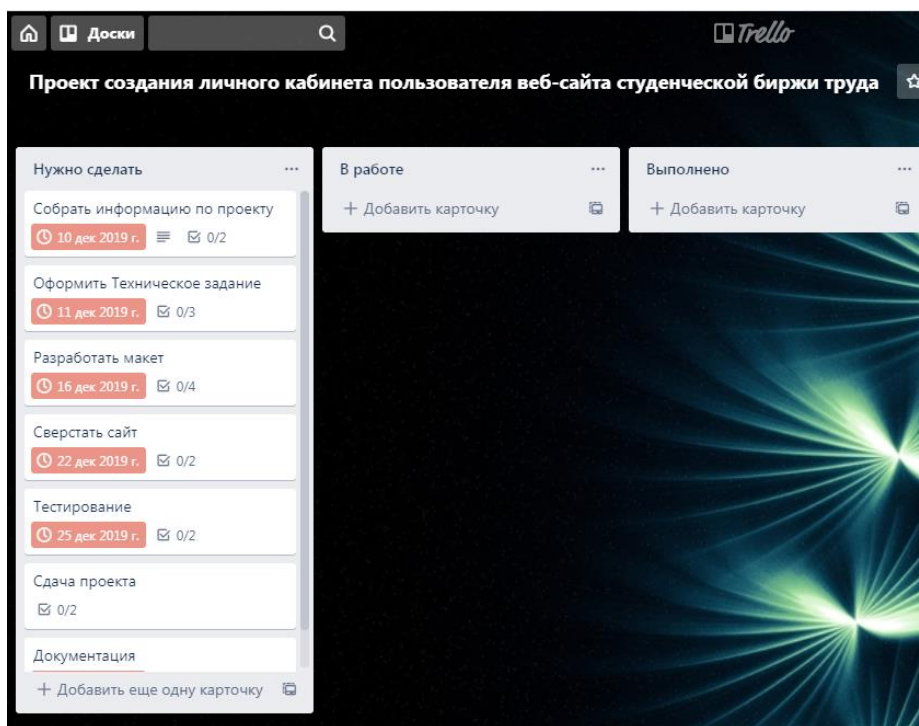 Доски
Trello
Проект создания личного кабинета пользователя веб-сайта студенческой биржи труда
Нужно сделать
Собрать информацию по проекту
10 дек 2019 г. 0/2
Оформить Техническое задание
11 дек 2019 г. 0/3
Разработать макет
16 дек 2019 г. 0/4
Сверстать сайт
22 дек 2019 г. 0/2
Тестирование
25 дек 2019 г. 0/2
Сдача проекта
0/2
Документация
+ Добавить еще одну карточку
В работе
+ Добавить карточку
Выполнено
+ Добавить карточку